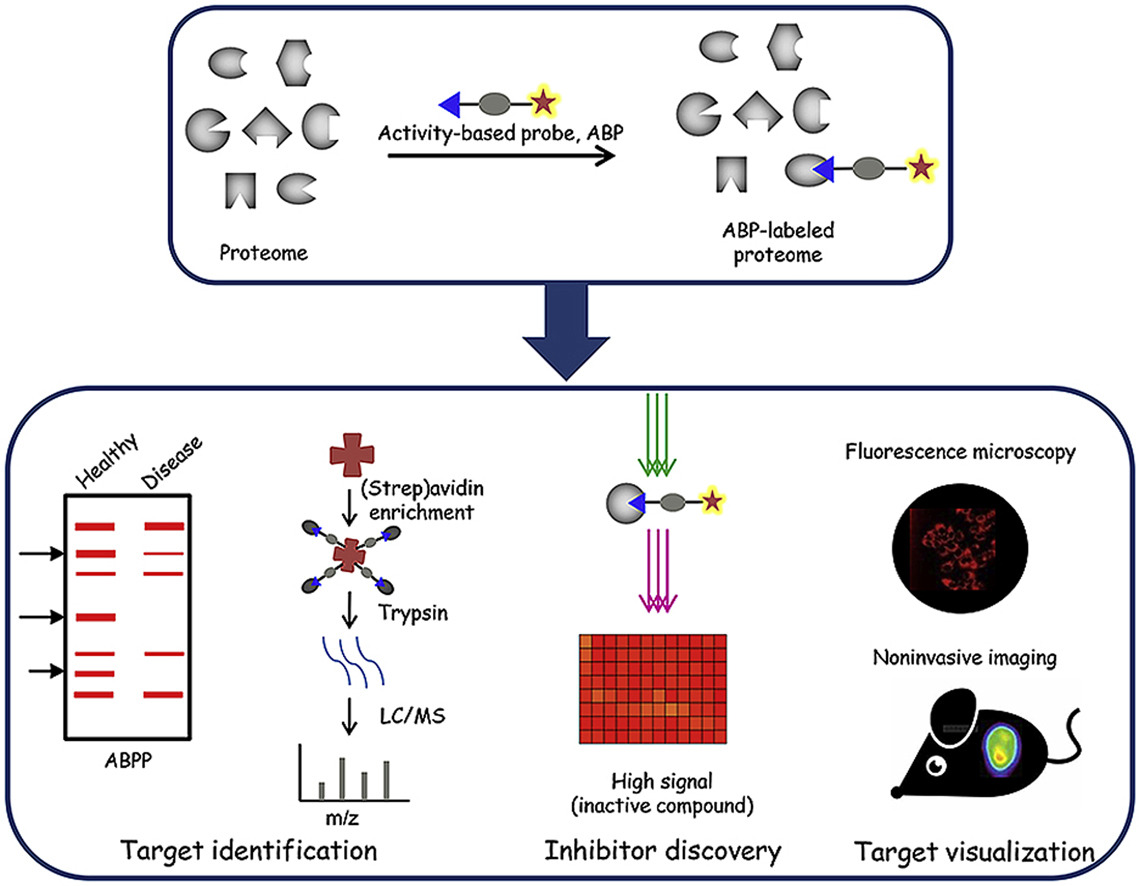 Activity-based probe, ABP
Proteome
ABP-labeled
proteome
Healthy
Disease
ABPP
(Strep)avidin
enrichment
Trypsin
LC/MS
m/z
Target identification
High signal
(inactive compound)
Inhibitor discovery
Fluorescence microscopy
Noninvasive imaging
Target visualization